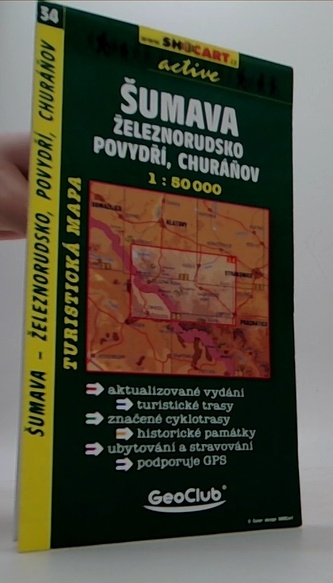 34
ŠUMAVA - ŽELEZNORUDSKO, POVYDŘÍ, CHURÁŇOV
www.SHOCART.cz
active
ŠUMAVA
ŽELEZNORUDSKO
POVYDŘÍ, CHURÁŇOV
1 : 50 000
TURISTICKÁ MAPA
DOMAŽLICE
KLATOVY
STRAKONICE
PRACHATICE
aktualizované vydání
turistické trasy
značené cyklotrasy
historické památky
ubytování a stravování
podporuje GPS
GeoClub®